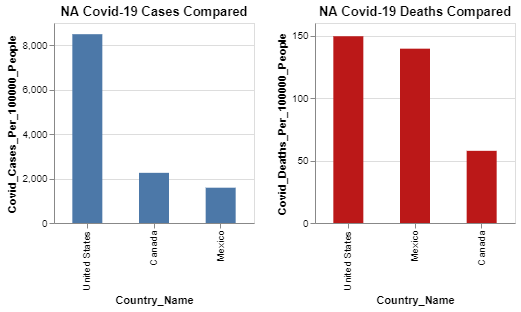 NA Covid-19 Cases Compared
Covid_Cases_Per_100000_People
8,000
6,000
4,000
2,000
0
United States
Canada
Mexico
Country_Name
NA Covid-19 Deaths Compared
Covid_Deaths_Per_100000_People
150
100
50
0
United States
Mexico
Canada
Country_Name